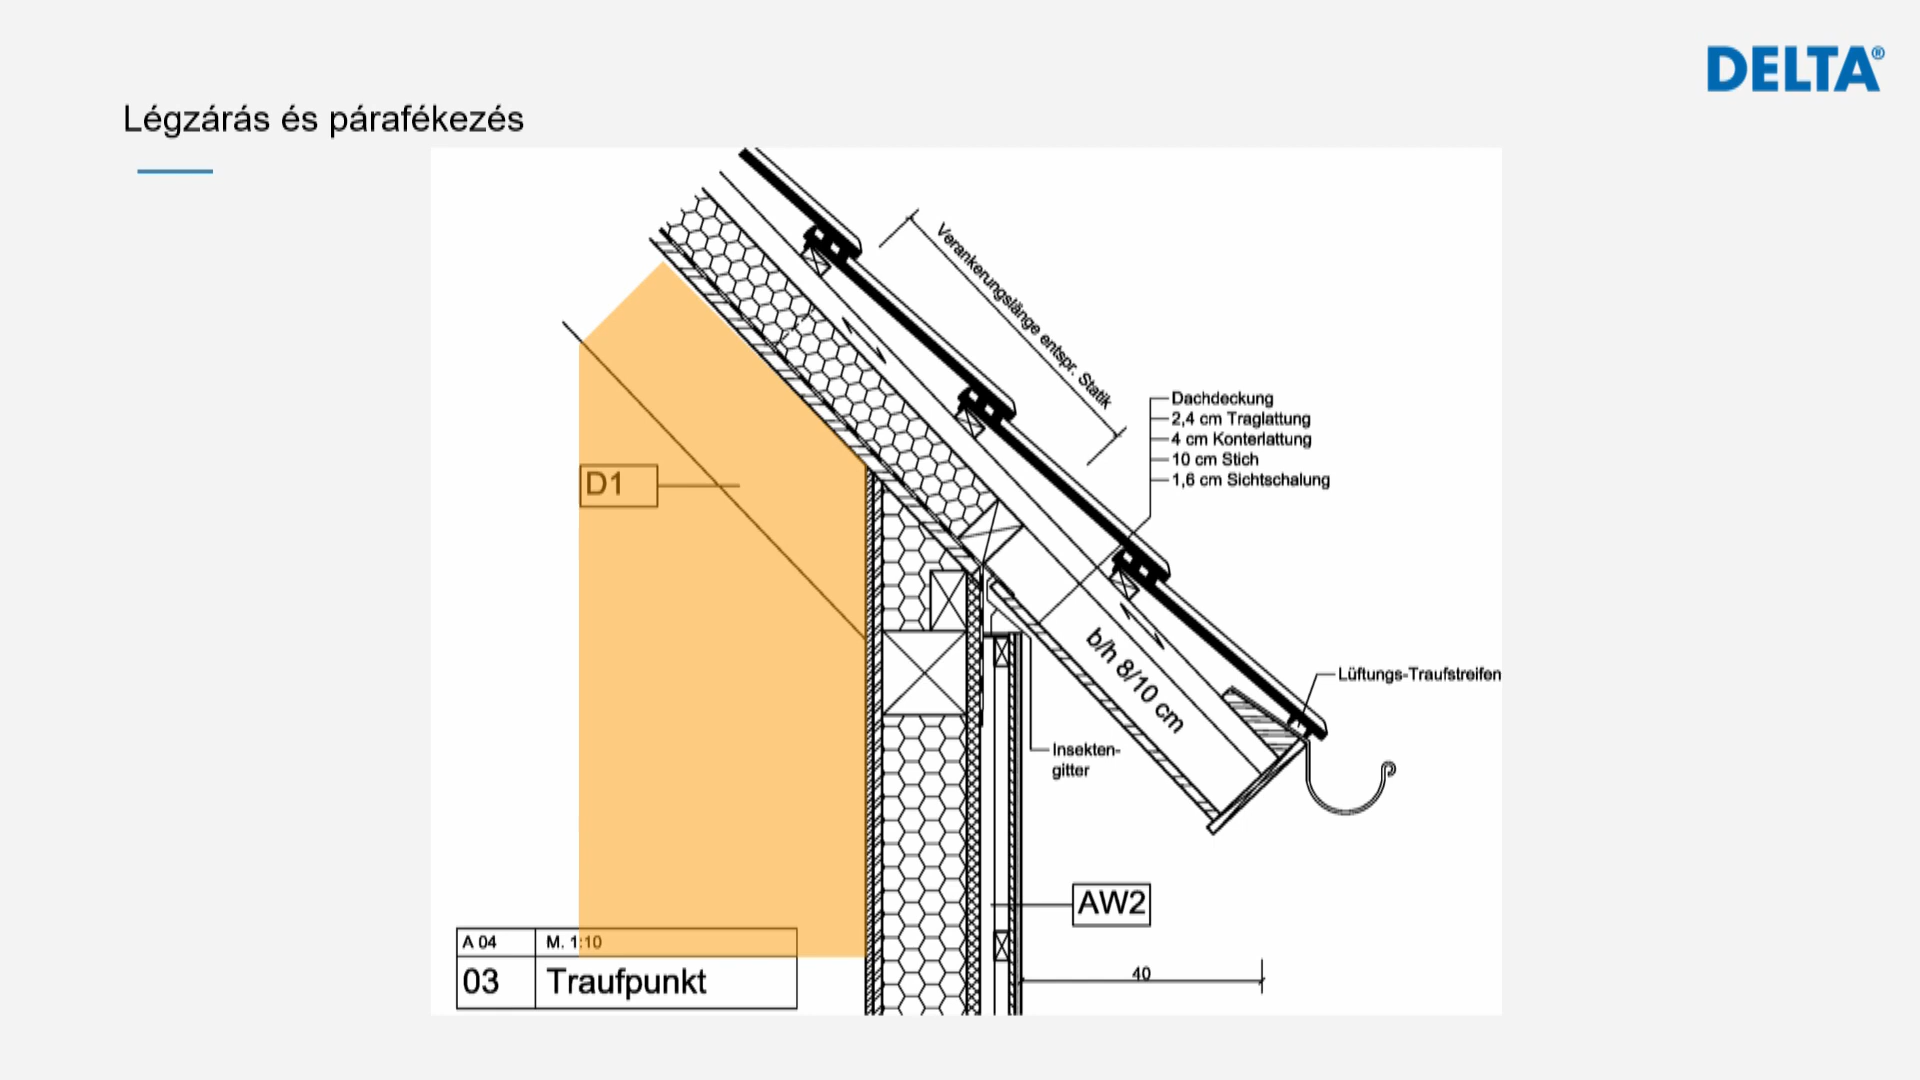 DELTA®
Légzárás és párafékezés
Verankerungslänge entspr. Statik
Dachdeckung
2,4 cm Traglattung
4 cm Konterlattung
10 cm Stich
1,6 cm Sichtschalung
D1
b/h 8/10 cm
Lüftungs-Traufstreifen
Insekten-
gitter
AW2
A 04 M. 1:10
03 Traufpunkt
40